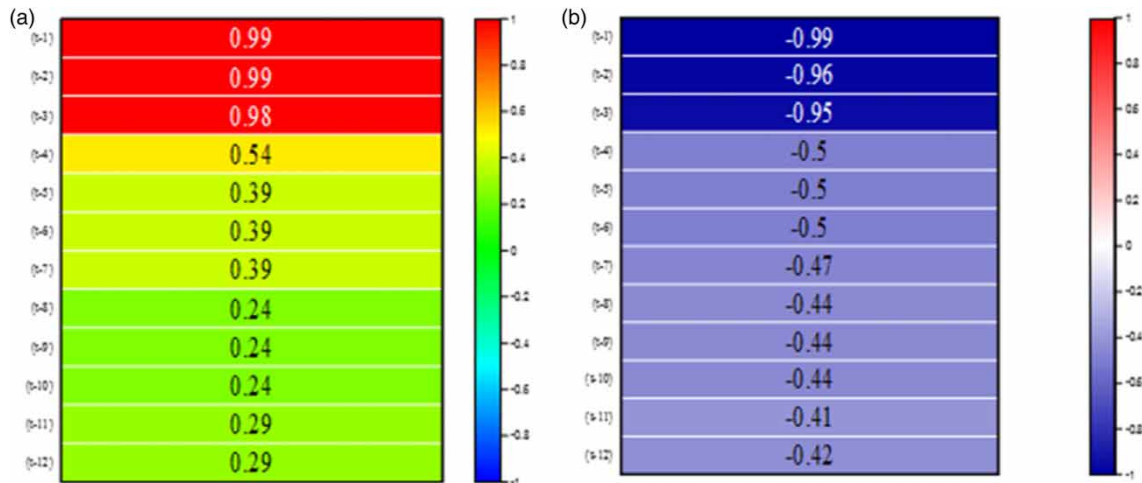 (a)
(t-1) 0.99
(t-2) 0.99
(t-3) 0.98
(t-4) 0.54
(t-5) 0.39
(t-6) 0.39
(t-7) 0.39
(t-8) 0.24
(t-9) 0.24
(t-10) 0.24
(t-11) 0.29
(t-12) 0.29
1
0.8
0.6
0.4
0.2
0
-0.2
-0.4
-0.6
-0.8
-1
(b)
(t-1) -0.99
(t-2) -0.96
(t-3) -0.95
(t-4) -0.5
(t-5) -0.5
(t-6) -0.5
(t-7) -0.47
(t-8) -0.44
(t-9) -0.44
(t-10) -0.44
(t-11) -0.41
(t-12) -0.42
1
0.8
0.6
0.4
0.2
0
-0.2
-0.4
-0.6
-0.8
-1